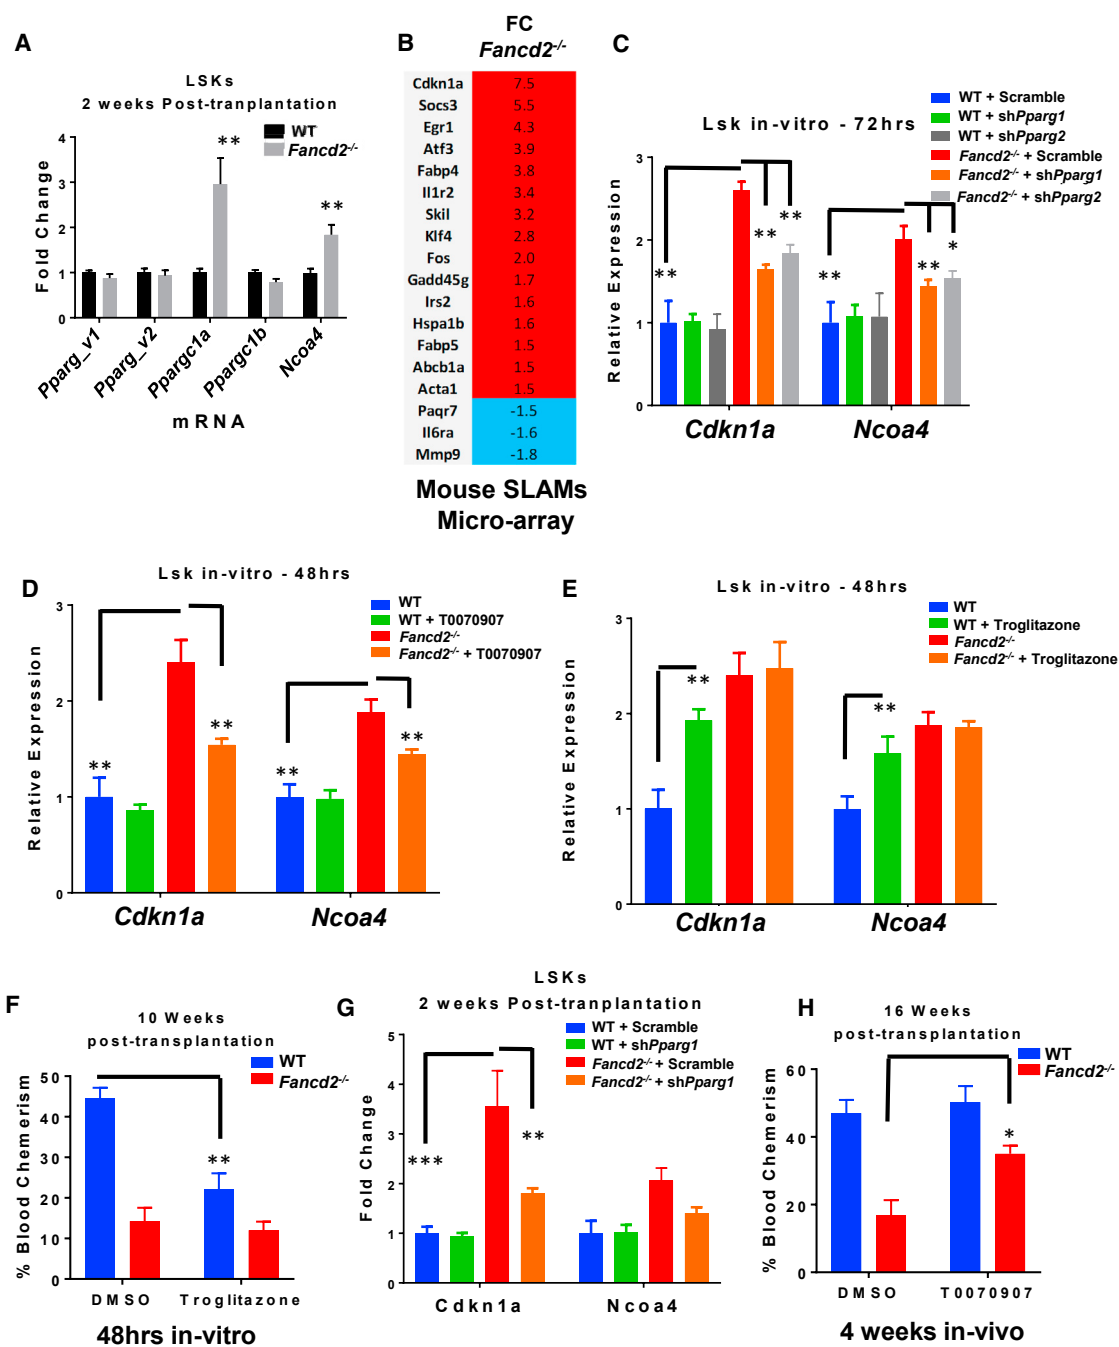 A
LSKs
2 weeks Post-tranplantation
WT
Fancd2-/-
Fold Change
4
3
2
1
0
**
**
Pparg_v1
Pparg_v2
Ppargc1a
Ppargc1b
Ncoa4
mRNA
B
FC
Fancd2-/-
Cdkn1a 7.5
Socs3 5.5
Egr1 4.3
Atf3 3.9
Fabp4 3.8
Il1r2 3.4
Skil 3.2
Klf4 2.8
Fos 2.0
Gadd45g 1.7
Irs2 1.6
Hspa1b 1.6
Fabp5 1.5
Abcb1a 1.5
Acta1 1.5
Paqr7 -1.5
Il6ra -1.6
Mmp9 -1.8
Mouse SLAMs
Micro-array
C
Lsk in-vitro - 72hrs
WT + Scramble
WT + shPparg1
WT + shPparg2
Fancd2-/- + Scramble
Fancd2-/- + shPparg1
Fancd2-/- + shPparg2
Relative Expression
3
2
1
0
**
**
**
**
**
*
Cdkn1a
Ncoa4
D
Lsk in-vitro - 48hrs
WT
WT + T0070907
Fancd2-/-
Fancd2-/- + T0070907
Relative Expression
3
2
1
0
**
**
**
**
Cdkn1a
Ncoa4
E
Lsk in-vitro - 48hrs
WT
WT + Troglitazone
Fancd2-/-
Fancd2-/- + Troglitazone
Relative Expression
3
2
1
0
**
**
Cdkn1a
Ncoa4
F
10 Weeks
post-transplantation
WT
Fancd2-/-
% Blood Chemerism
50
40
30
20
10
0
**
DMSO
Troglitazone
48hrs in-vitro
G
LSKs
2 weeks Post-tranplantation
WT + Scramble
WT + shPparg1
Fancd2-/- + Scramble
Fancd2-/- + shPparg1
Fold Change
5
4
3
2
1
0
***
**
Cdkn1a
Ncoa4
H
16 Weeks
post-transplantation
WT
Fancd2-/-
% Blood Chemerism
60
40
20
0
*
DMSO
T0070907
4 weeks in-vivo